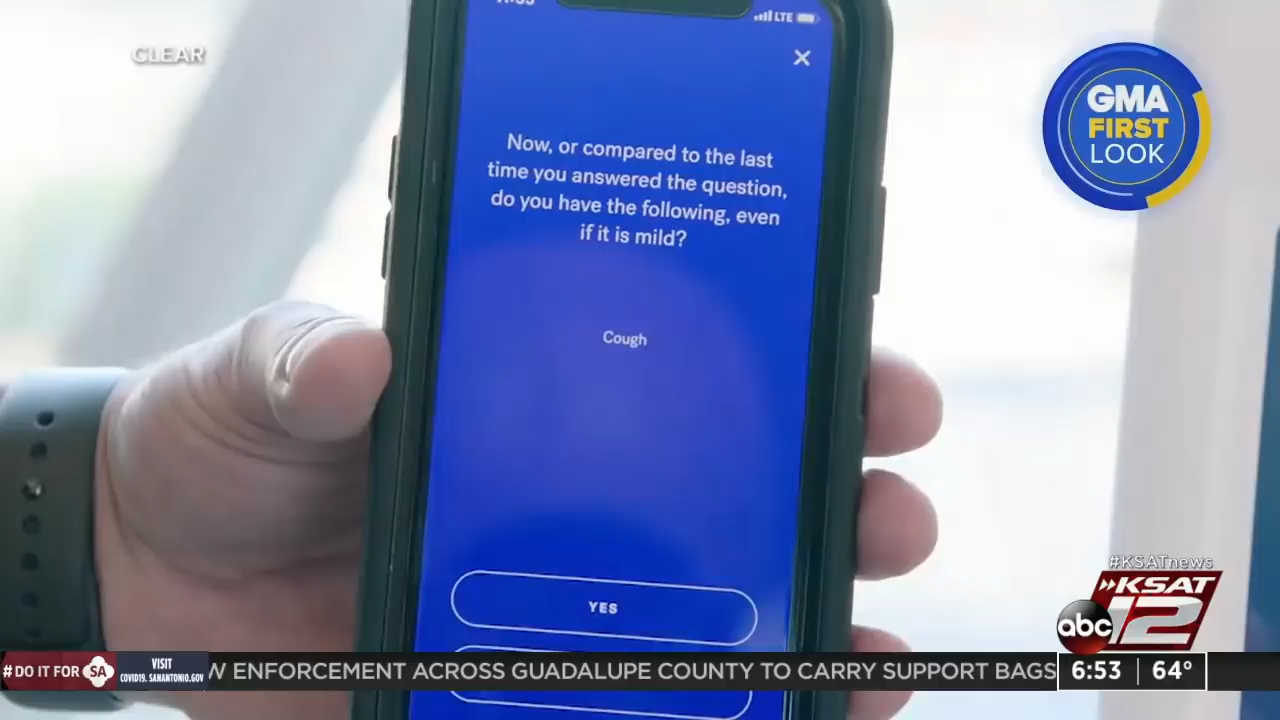 CLEAR
LTE
Now, or compared to the last
time you answered the question,
do you have the following, even
if it is mild?
Cough
YES
GMA
FIRST
LOOK
#KSATnews
KSAT
abc 12
#DO IT FOR SA
VISIT
COVID19.SANANTONIO.GOV
W ENFORCEMENT ACROSS GUADALUPE COUNTY TO CARRY SUPPORT BAGS
6:53 64°